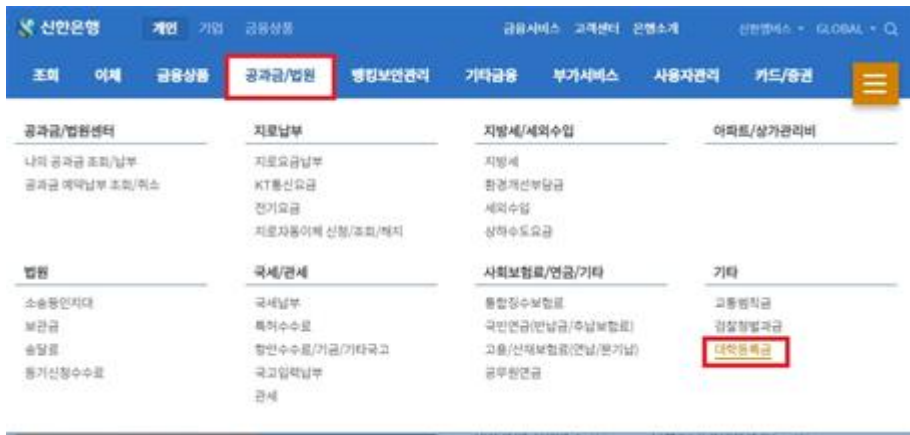 신한은행 개인 기업 금융상품 금융서비스 고객센터 은행소개 신한멤버스 GLOBAL
조회 이체 금융상품 공과금/법원 뱅킹보안관리 기타금융 부가서비스 사용자관리 카드/증권
공과금/법원센터
나의 공과금 조회/납부
공과금 예약납부 조회/취소
지로납부
지로요금납부
KT통신요금
전기요금
지로자동이체 신청/조회/해지
지방세/세외수입
지방세
환경개선부담금
세외수입
상하수도요금
아파트/상가관리비
법원
소송등인지대
보관금
송달료
등기신청수수료
국세/관세
국세납부
특허수수료
항만수수료/기금/기타국고
국고입력납부
관세
사회보험료/연금/기타
통합징수보험료
국민연금(반납금/추납보험료)
고용/산재보험료(연납/분기납)
공무원연금
기타
교통범칙금
검찰청벌과금
대학등록금